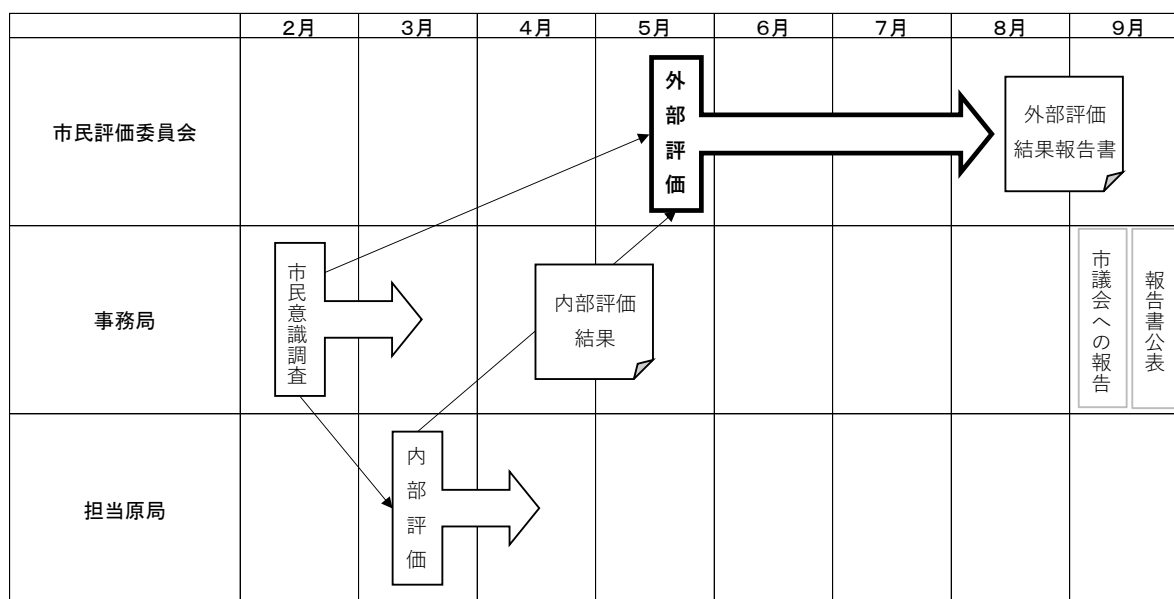 2月 3月 4月 5月 6月 7月 8月 9月
市民評価委員会
外部評価
外部評価
結果報告書
事務局
市民意識調査
内部評価
結果
市議会への報告
報告書公表
担当原局
内部評価